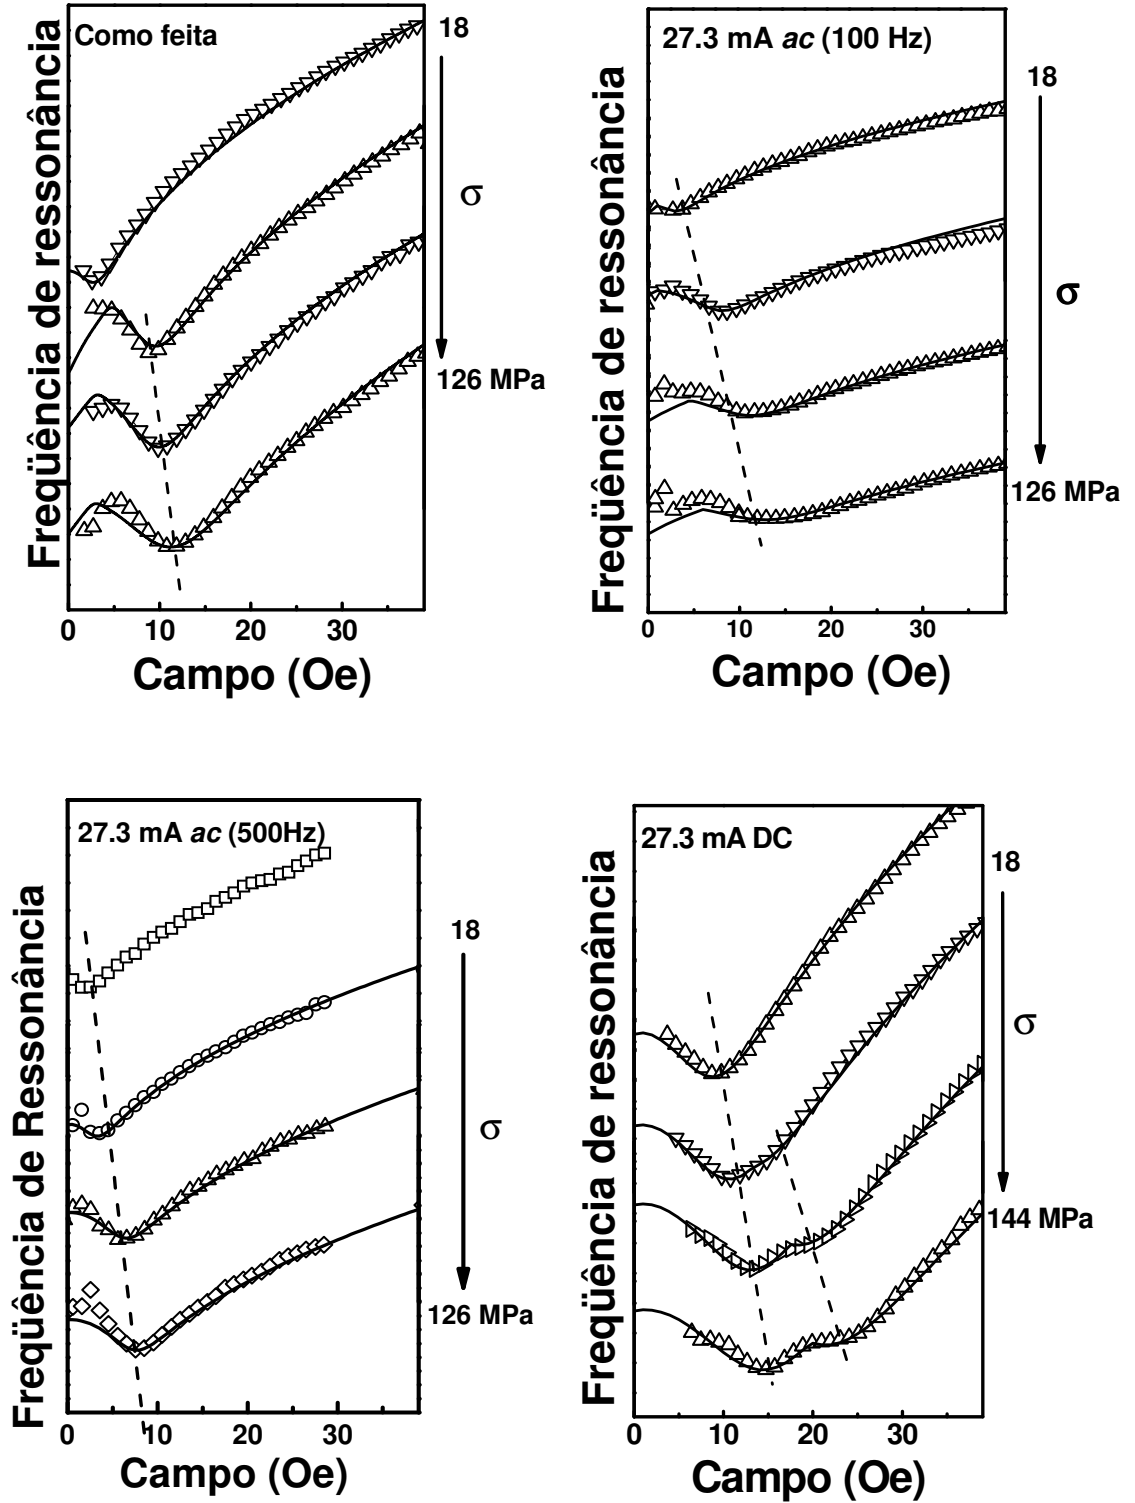 Como feita
18
σ
126 MPa
Freqüência de ressonância
0 10 20 30
Campo (Oe)
27.3 mA ac (100 Hz)
18
σ
126 MPa
Freqüência de ressonância
0 10 20 30
Campo (Oe)
27.3 mA ac (500Hz)
18
σ
126 MPa
Freqüência de Ressonância
0 10 20 30
Campo (Oe)
27.3 mA DC
18
σ
144 MPa
Freqüência de ressonância
0 10 20 30
Campo (Oe)